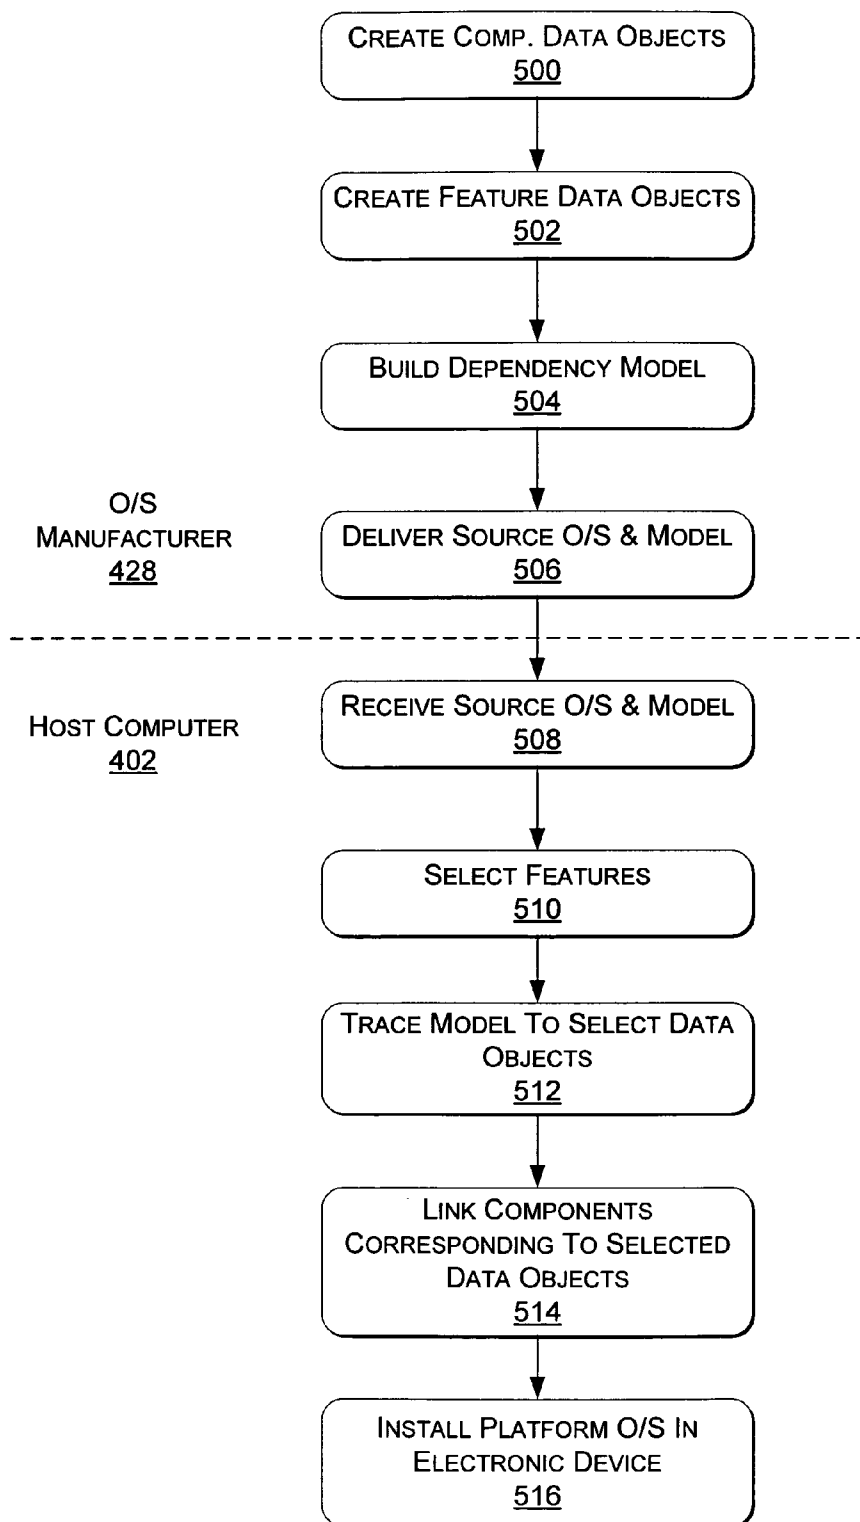 CREATE COMP. DATA OBJECTS
500
CREATE FEATURE DATA OBJECTS
502
BUILD DEPENDENCY MODEL
504
O/S
MANUFACTURER
428
DELIVER SOURCE O/S & MODEL
506
RECEIVE SOURCE O/S & MODEL
508
HOST COMPUTER
402
SELECT FEATURES
510
TRACE MODEL TO SELECT DATA
OBJECTS
512
LINK COMPONENTS
CORRESPONDING TO SELECTED
DATA OBJECTS
514
INSTALL PLATFORM O/S IN
ELECTRONIC DEVICE
516